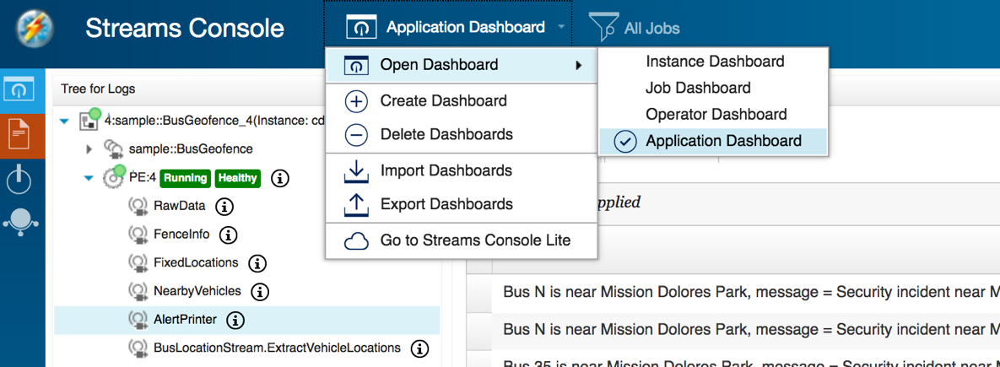 Streams Console
Application Dashboard
All Jobs
Open Dashboard
Create Dashboard
Delete Dashboards
Import Dashboards
Export Dashboards
Go to Streams Console Lite
Instance Dashboard
Job Dashboard
Operator Dashboard
Application Dashboard
Tree for Logs
4:sample::BusGeofence_4(Instance: cd
sample::BusGeofence
PE:4 Running Healthy
RawData
FenceInfo
FixedLocations
NearbyVehicles
AlertPrinter
BusLocationStream.ExtractVehicleLocations
pplied
Bus N is near Mission Dolores Park, message = Security incident near M
Bus N is near Mission Dolores Park, message = Security incident near M
Bus 35 is near Mission Dolores Park, message = Security incident near